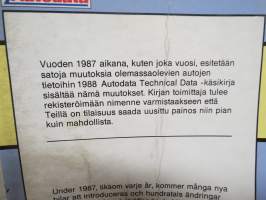 Autodata
Vuoden 1987 aikana, kuten joka vuosi, esitetään
satoja muutoksia olemassaolevien autojen
tietoihin 1988 Autodata Technical Data -käsikirja
sisältää nämä muutokset. Kirjan toimittaja tulee
rekisteröimään nimenne varmistaakseen että
Teillä on tilaisuus saada uusittu painos niin pian
kuin mahdollista.
Under 1987, liksom varje år, kommer många nya
bilar att introduceras och hundratals ändringar